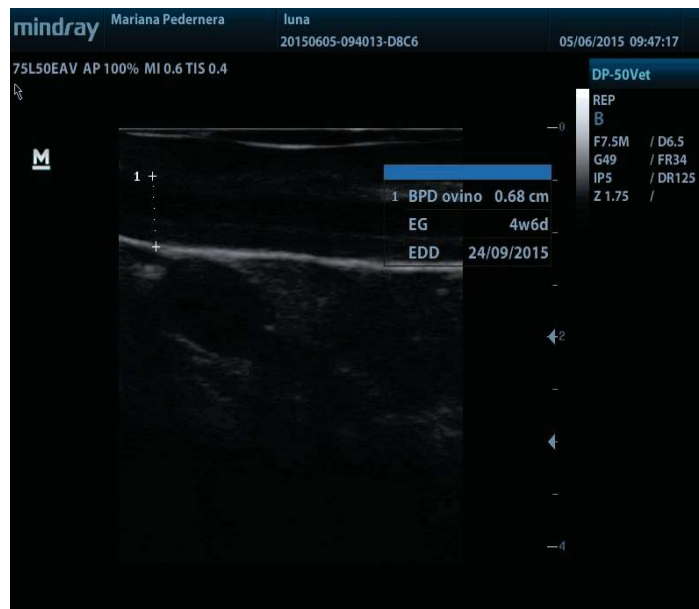 mindray
Mariana Pedernera
luna
20150605-094013-D8C6
05/06/2015 09:47:17
75L50EAV AP 100% MI 0.6 TIS 0.4
DP-50Vet
REP
B
F7.5M / D6.5
G49 / FR34
IP5 / DR125
Z 1.75 /
M
0
1
1 BPD ovino 0.68 cm
EG 4w6d
EDD 24/09/2015
2
4